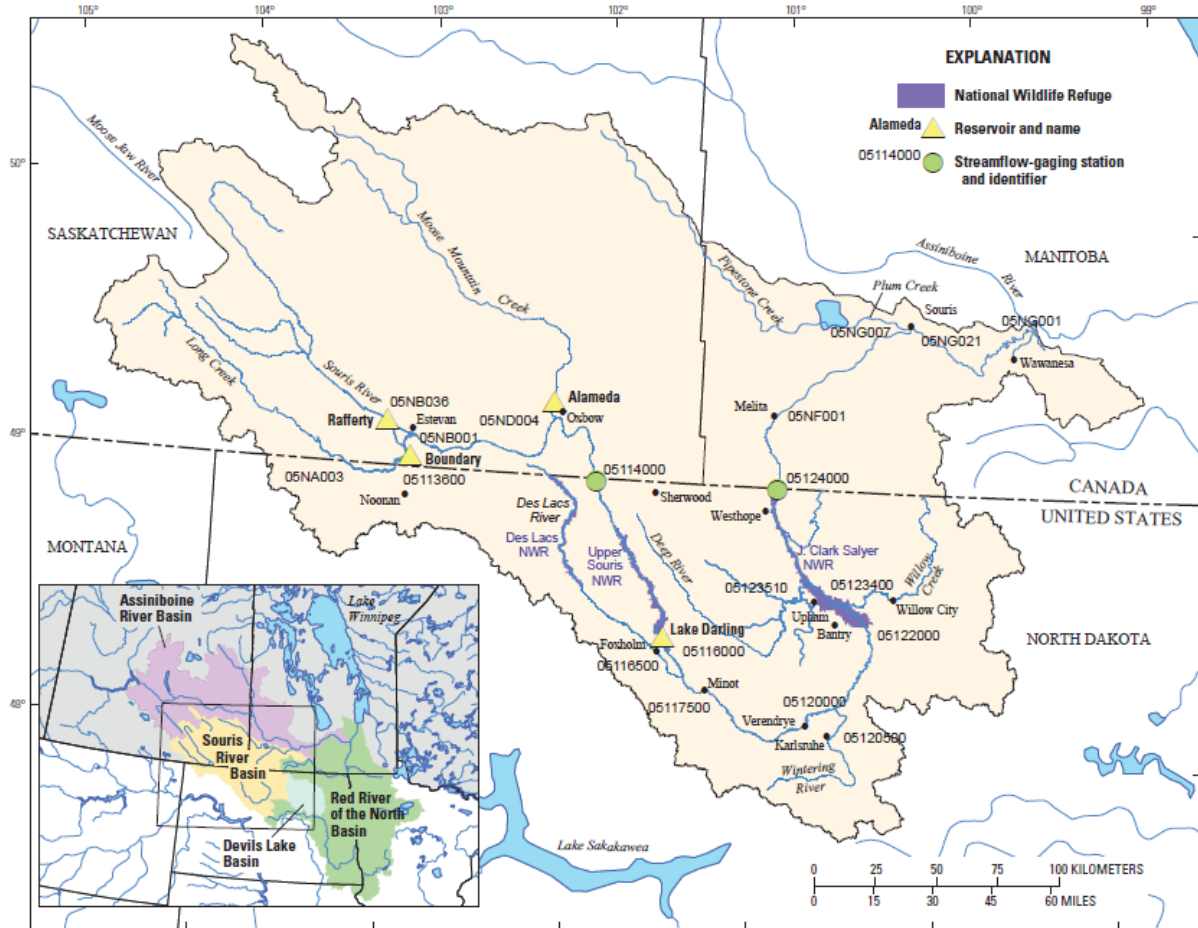 105°
104°
103°
102°
101°
100°
99°
EXPLANATION
National Wildlife Refuge
Alameda
Reservoir and name
05114000
Streamflow-gaging station
and identifier
50°
49°
48°
Moose Jaw River
SASKATCHEWAN
Moose Mountain Creek
Assiniboine River
MANITOBA
Pipestone Creek
Plum Creek
Souris
05NG001
05NG007
05NG021
Wawanesa
Long Creek
Souris River
05NB036
Alameda
Rafferty
Estevan
05ND004
Oxbow
Melita
05NF001
05NB001
Boundary
05NA003
05113600
Noonan
05114000
Sherwood
05124000
Westhope
CANADA
UNITED STATES
Des Lacs
River
Des Lacs
NWR
Upper
Souris
NWR
Deep River
J. Clark Salyer
NWR
Willow
Creek
MONTANA
05123510
05123400
Willow City
Upham
Bantry
05122000
NORTH DAKOTA
Lake Darling
Foxholm
05116000
05116500
Minot
05117500
05120000
Verendrye
Karlsruhe
05120500
Wintering
River
Lake Sakakawea
Assiniboine
River Basin
Lake
Winnipeg
Souris
River
Basin
Red River
of the North
Basin
Devils Lake
Basin
0 25 50 75 100 KILOMETERS
0 15 30 45 60 MILES